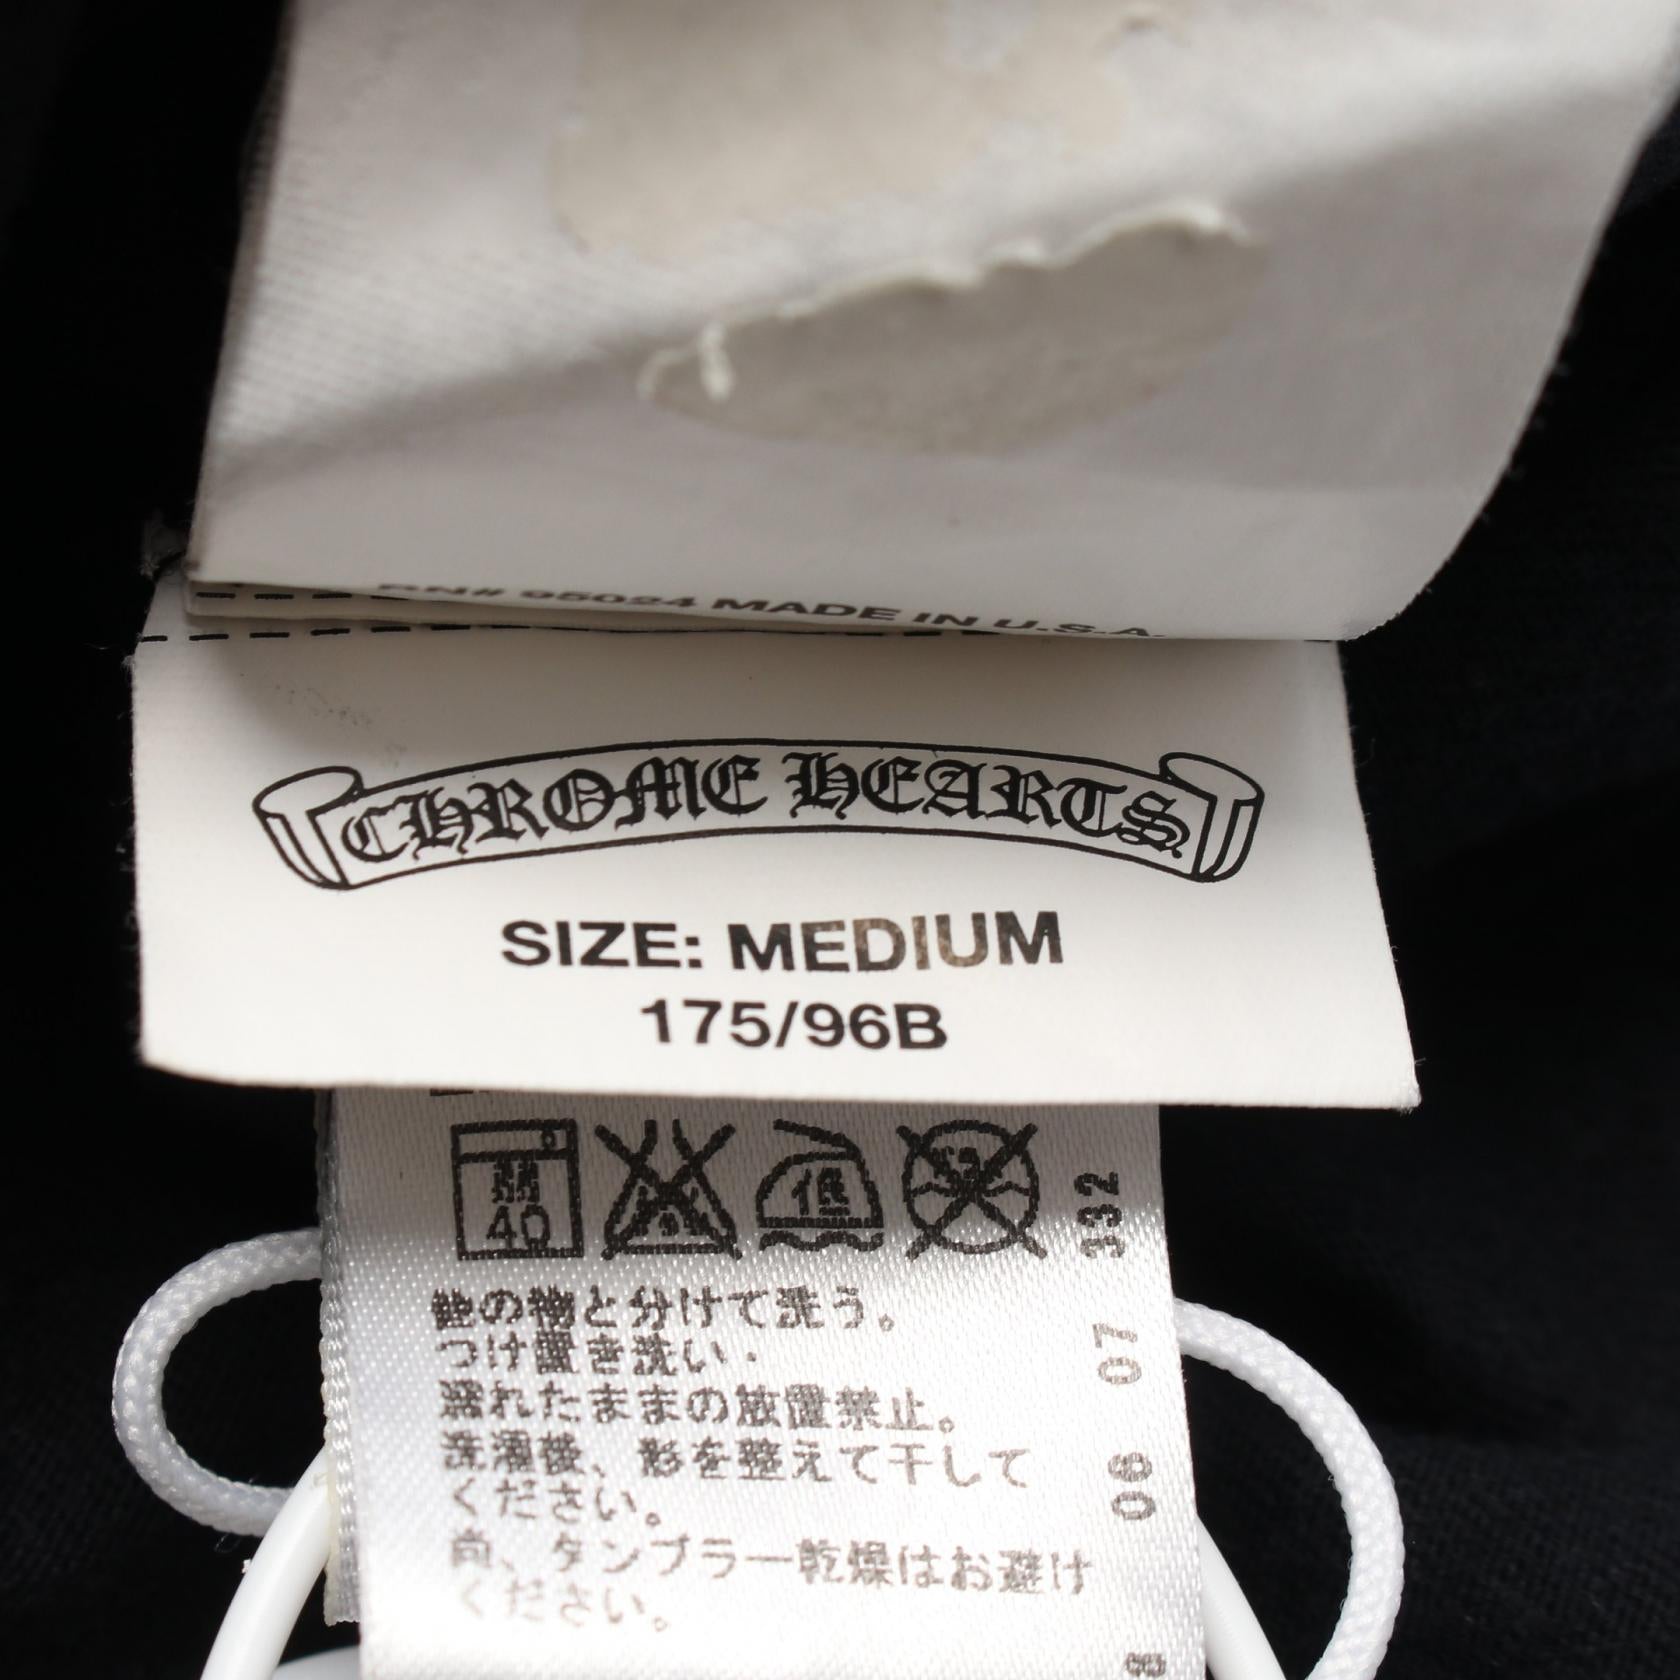 RN# 95024 MADE IN U.S.A.
CHROME HEARTS
SIZE: MEDIUM
175/96B
40
他の物と分けて洗う。
つけ置き洗い.
濡れたままの放置禁止。
洗濯後、形を整えて干して
ください。
尚、タンブラー乾燥はお避け
ください。
332
07
06
8